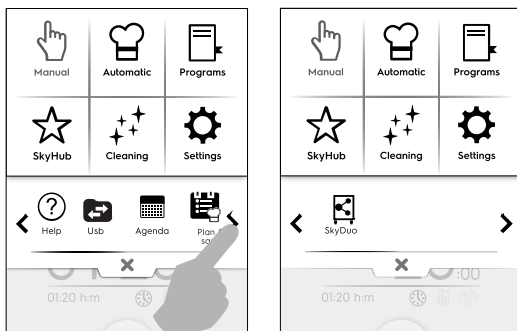 Manual Automatic Programs
SkyHub Cleaning Settings
Help Usb Agenda Plan
01:20 h:m
Manual Automatic Programs
SkyHub Cleaning Settings
SkyDuo
:00
01:20 h:m